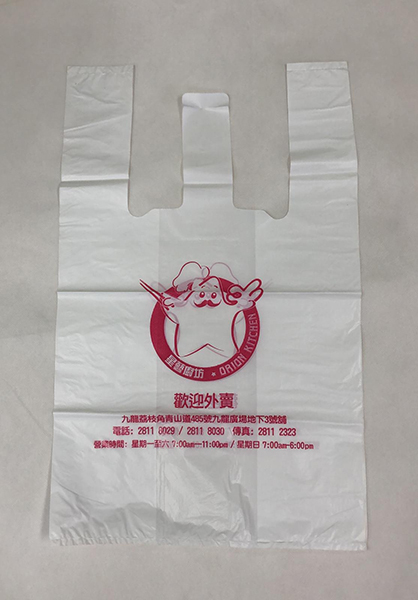 星藝廚坊 • ORION KITCHEN
歡迎外賣
九龍荔枝角青山道485號九龍廣場地下3號舖
電話: 2811 8029 / 2811 8030 傳真: 2811 2323
營業時間: 星期一至六 7:00am-11:00pm / 星期日 7:00am-6:00pm